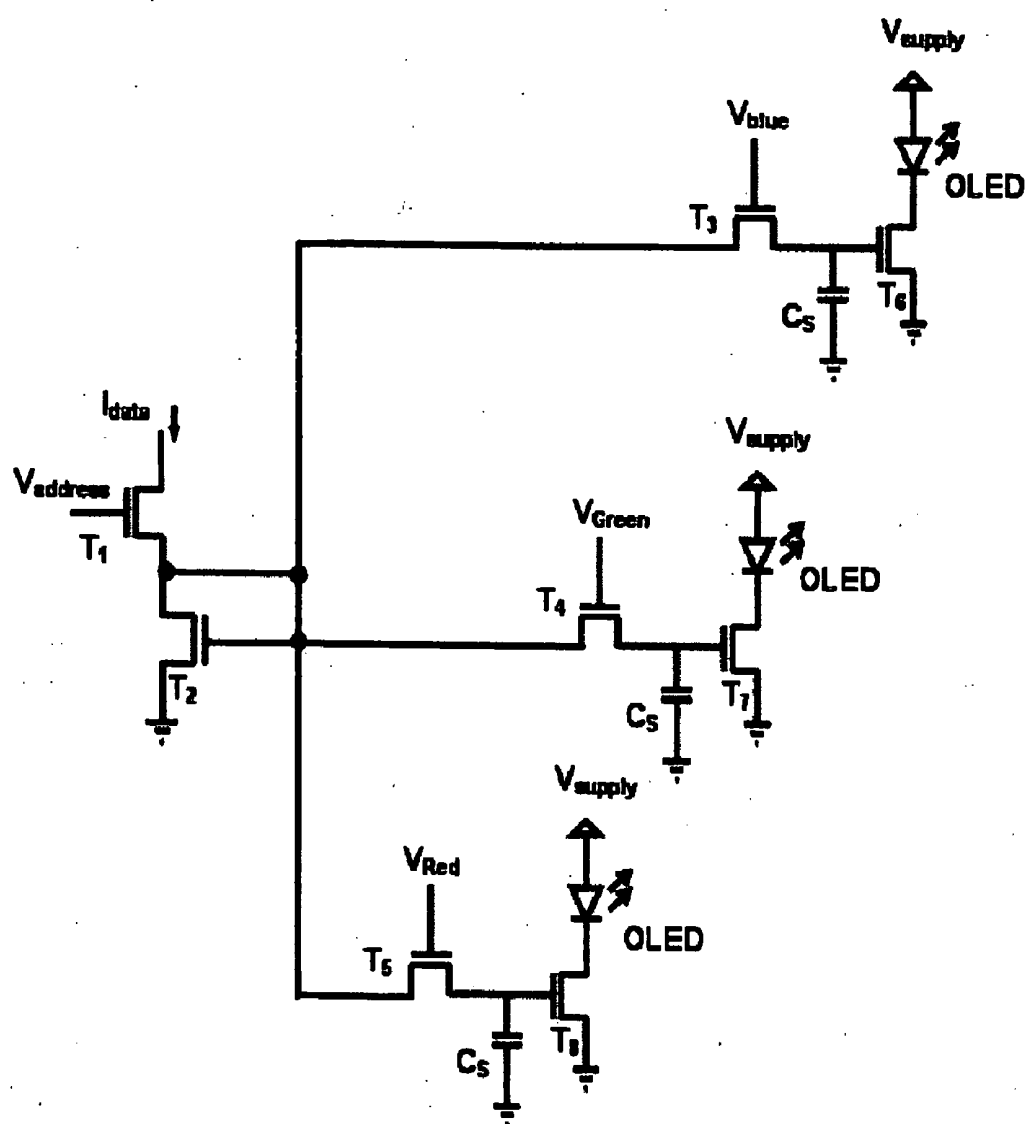 Vsupply
Vblue
OLED
T3
T6
CS
Idata
Vsupply
Vaddress
VGreen
T1
OLED
T4
T2
T7
CS
Vsupply
VRed
OLED
T5
T8
CS